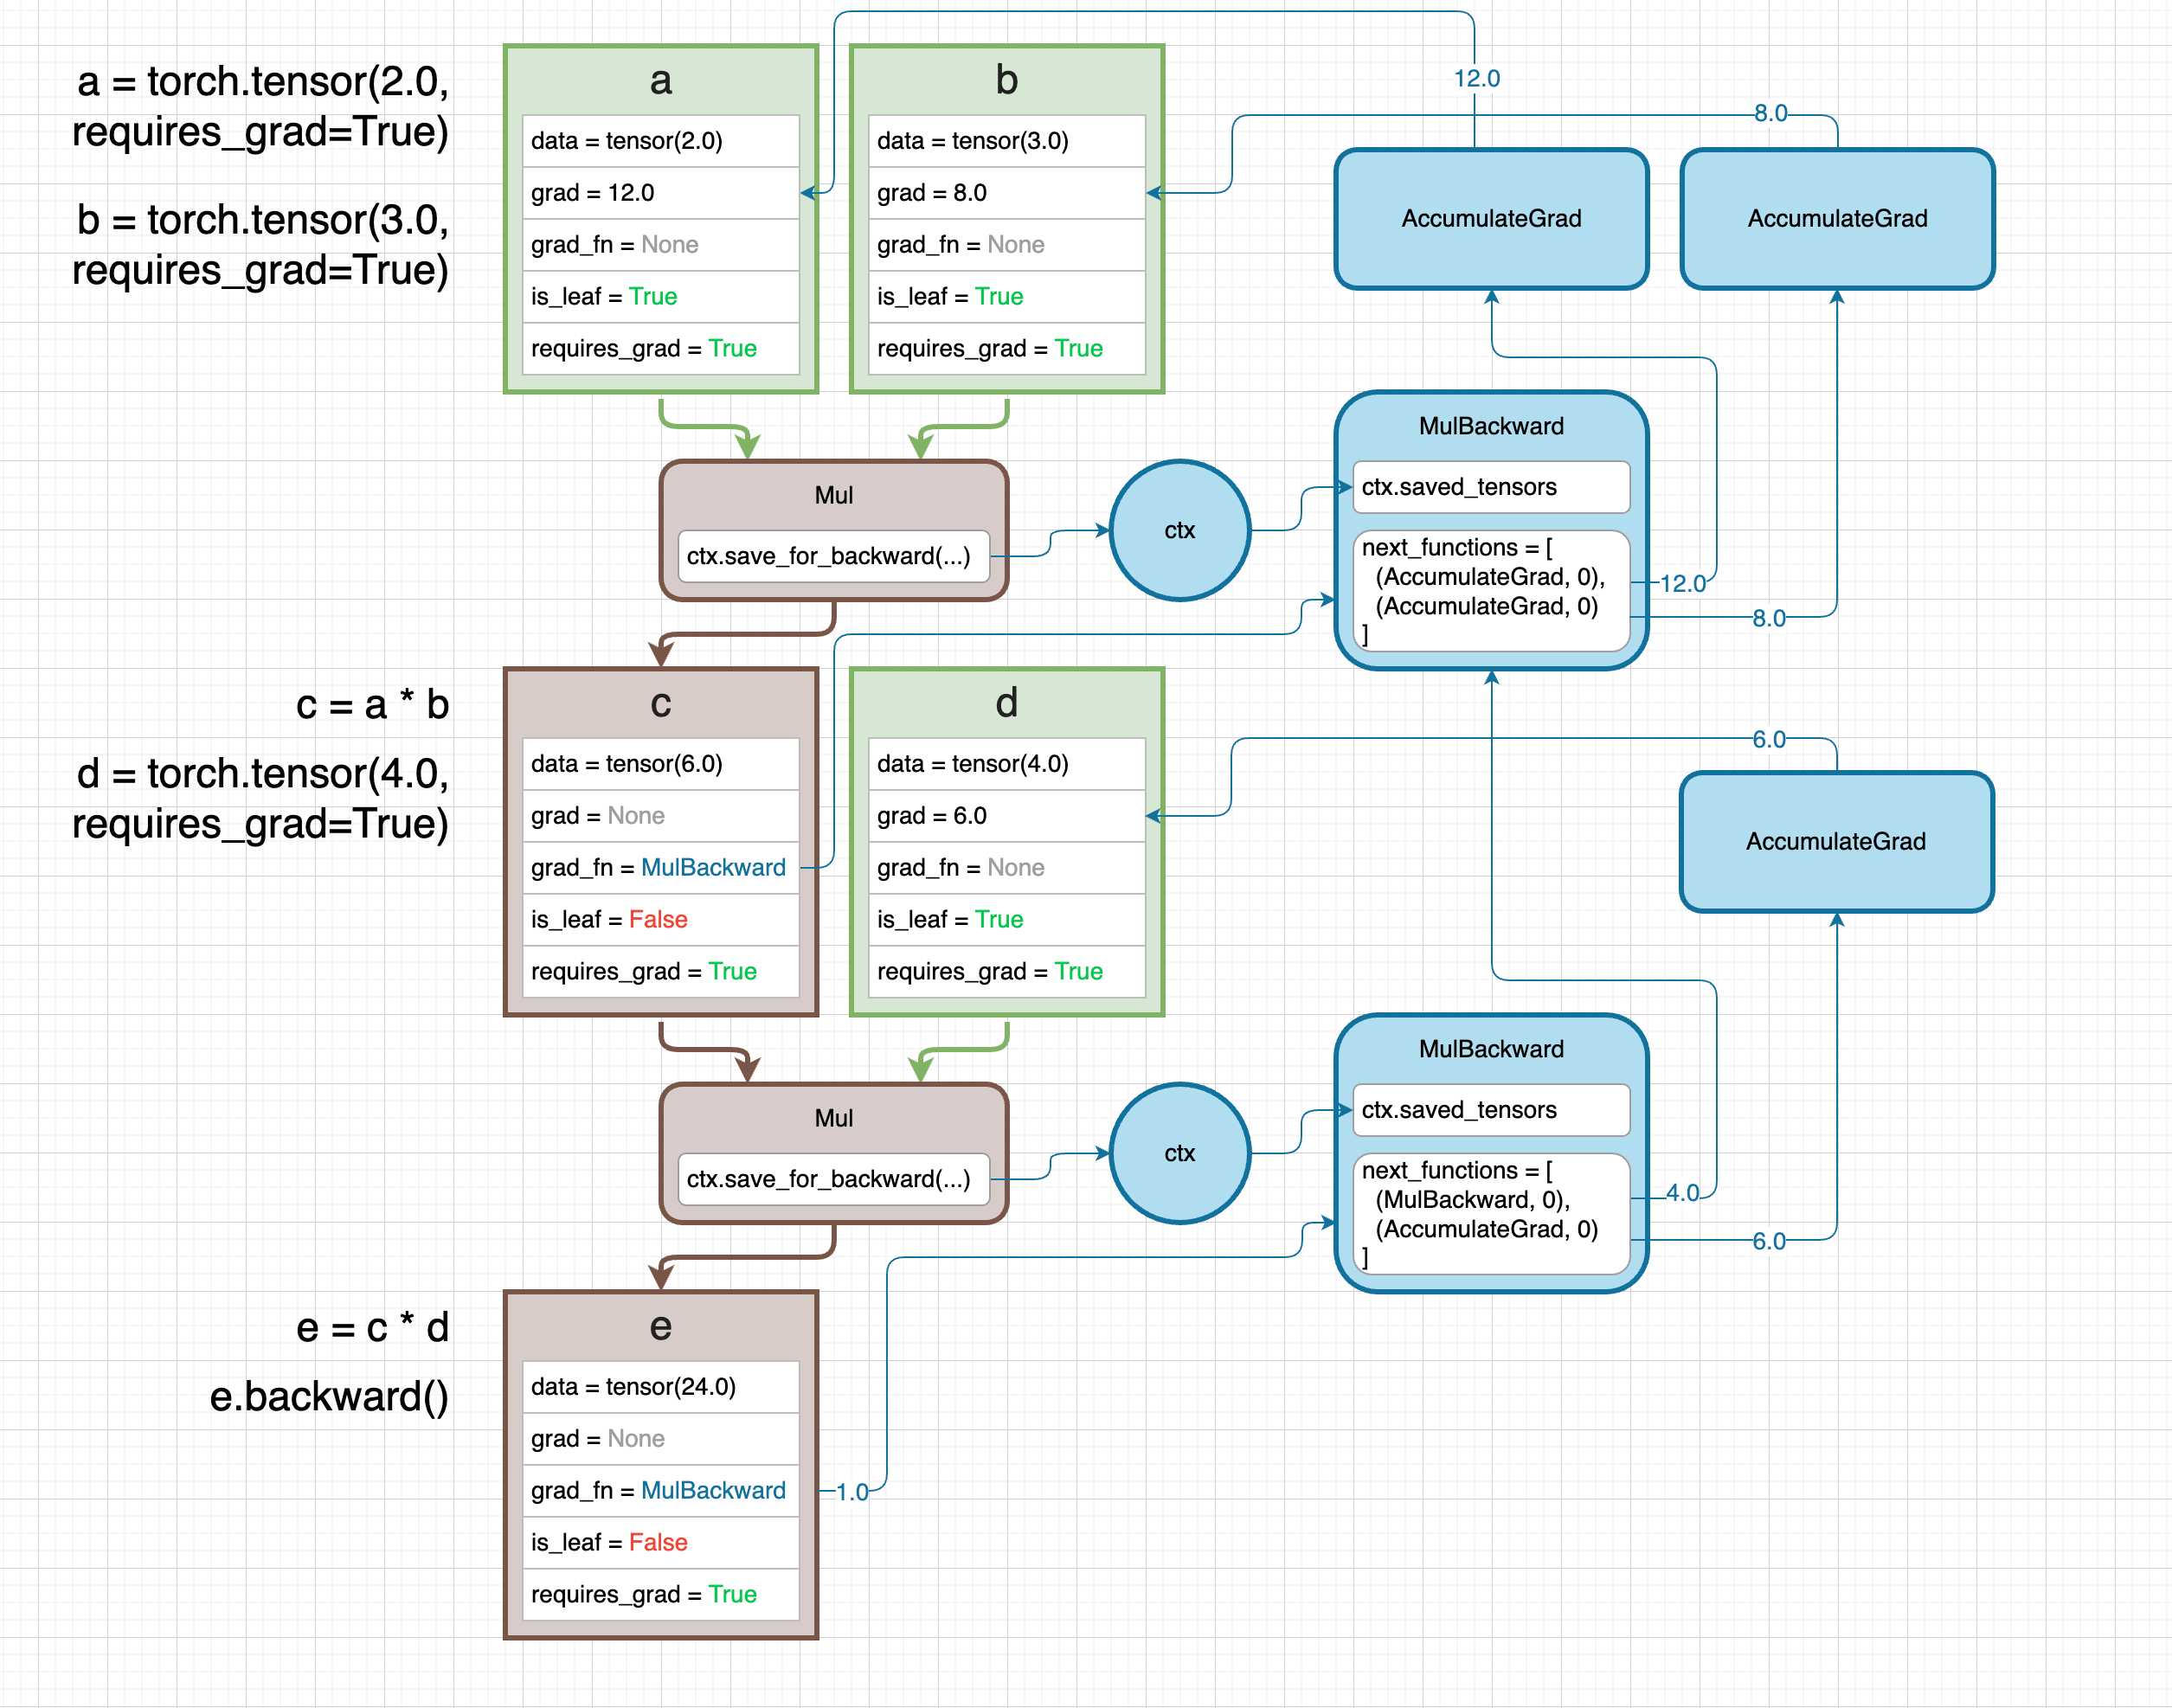 a = torch.tensor(2.0,
requires_grad=True)
b = torch.tensor(3.0,
requires_grad=True)
a
data = tensor(2.0)
grad = 12.0
grad_fn = None
is_leaf = True
requires_grad = True
b
data = tensor(3.0)
grad = 8.0
grad_fn = None
is_leaf = True
requires_grad = True
12.0
8.0
AccumulateGrad
AccumulateGrad
Mul
ctx.save_for_backward(...)
ctx
MulBackward
ctx.saved_tensors
next_functions = [
(AccumulateGrad, 0),
(AccumulateGrad, 0)
]
12.0
8.0
c = a * b
d = torch.tensor(4.0,
requires_grad=True)
c
data = tensor(6.0)
grad = None
grad_fn = MulBackward
is_leaf = False
requires_grad = True
d
data = tensor(4.0)
grad = 6.0
grad_fn = None
is_leaf = True
requires_grad = True
6.0
AccumulateGrad
Mul
ctx.save_for_backward(...)
ctx
MulBackward
ctx.saved_tensors
next_functions = [
(MulBackward, 0),
(AccumulateGrad, 0)
]
4.0
6.0
e = c * d
e.backward()
e
data = tensor(24.0)
grad = None
grad_fn = MulBackward
is_leaf = False
requires_grad = True
1.0